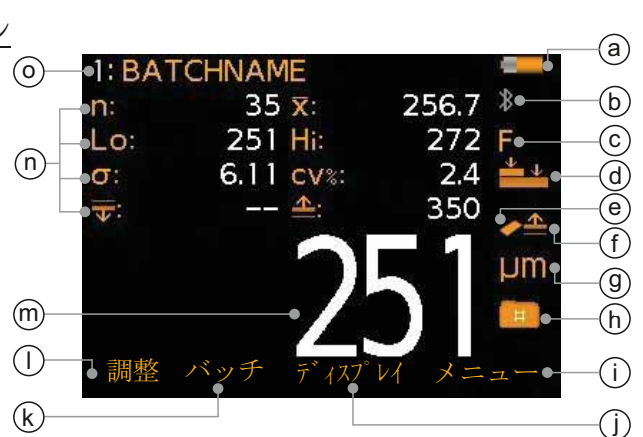 ン
1: BATCHNAME
n: 35 x̄: 256.7
Lo: 251 Hi: 272 F
σ: 6.11 CV%: 2.4
--: 350
251
µm
#
調整 バッチ ディスプレイ メニュー
a
b
c
d
e
f
g
h
i
j
k
l
m
n
o